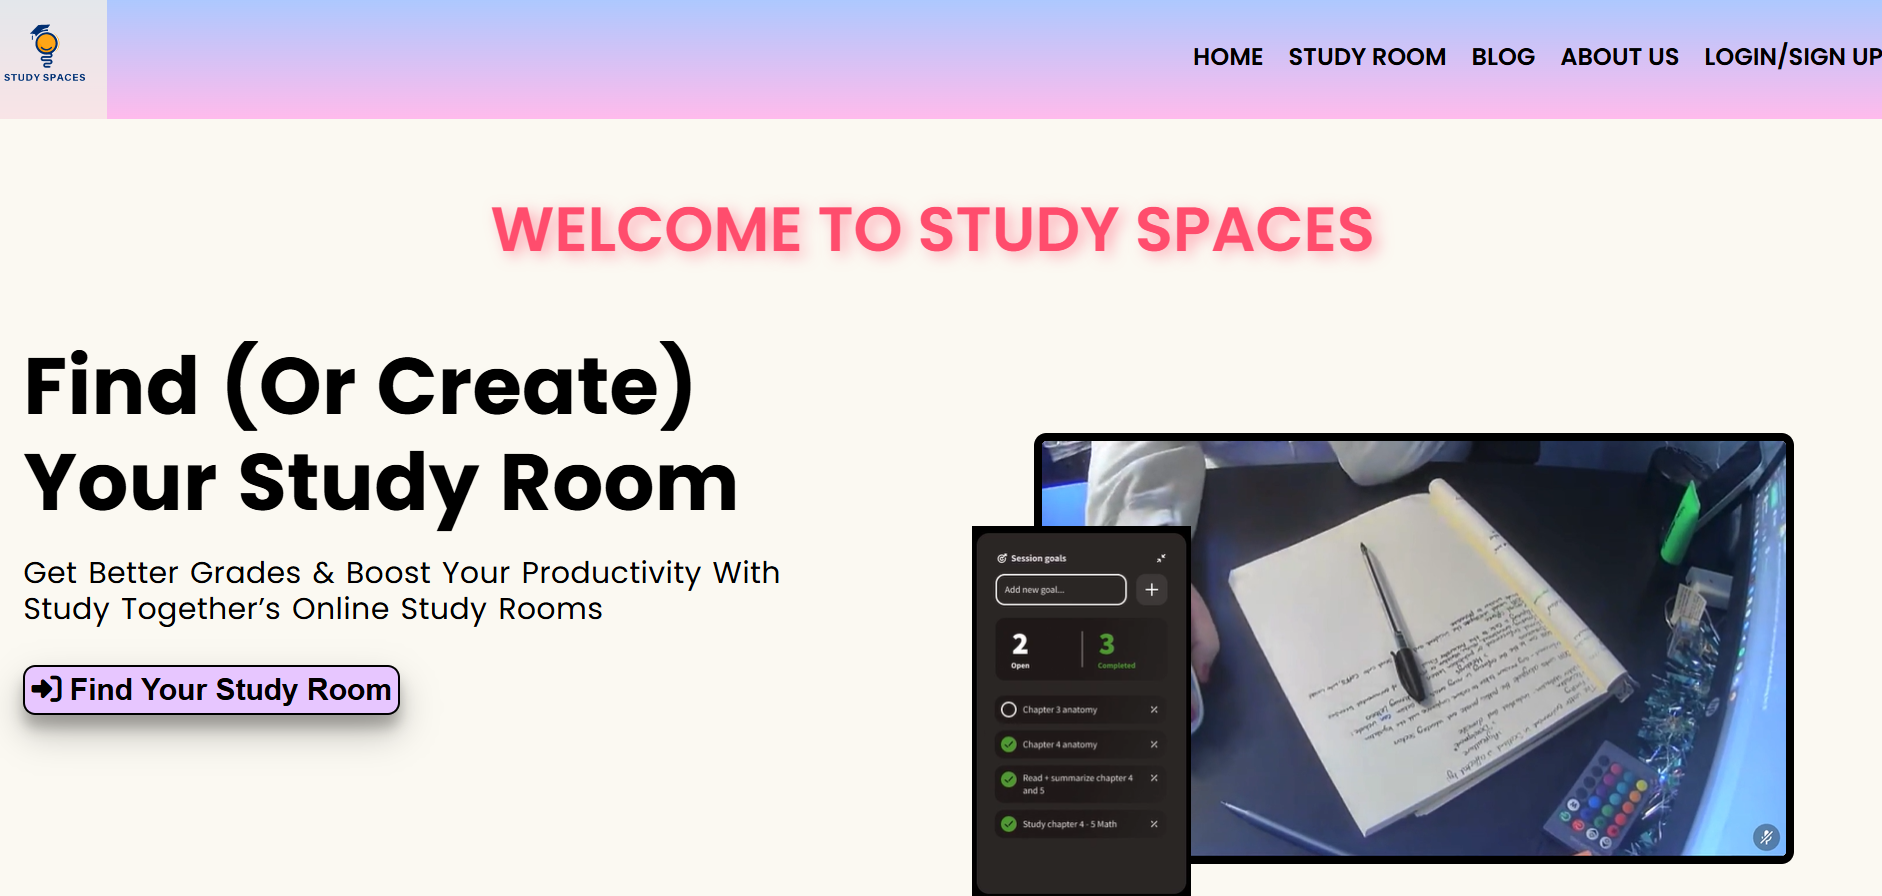 STUDY SPACES
HOME STUDY ROOM BLOG ABOUT US LOGIN/SIGN UP
WELCOME TO STUDY SPACES
Find (Or Create)
Your Study Room
Get Better Grades & Boost Your Productivity With
Study Together’s Online Study Rooms
Find Your Study Room
Session goals
Add new goal...
2
Open
3
Completed
Chapter 3 anatomy
Chapter 4 anatomy
Read + summarize chapter 4
and 5
Study chapter 4 - 5 Math